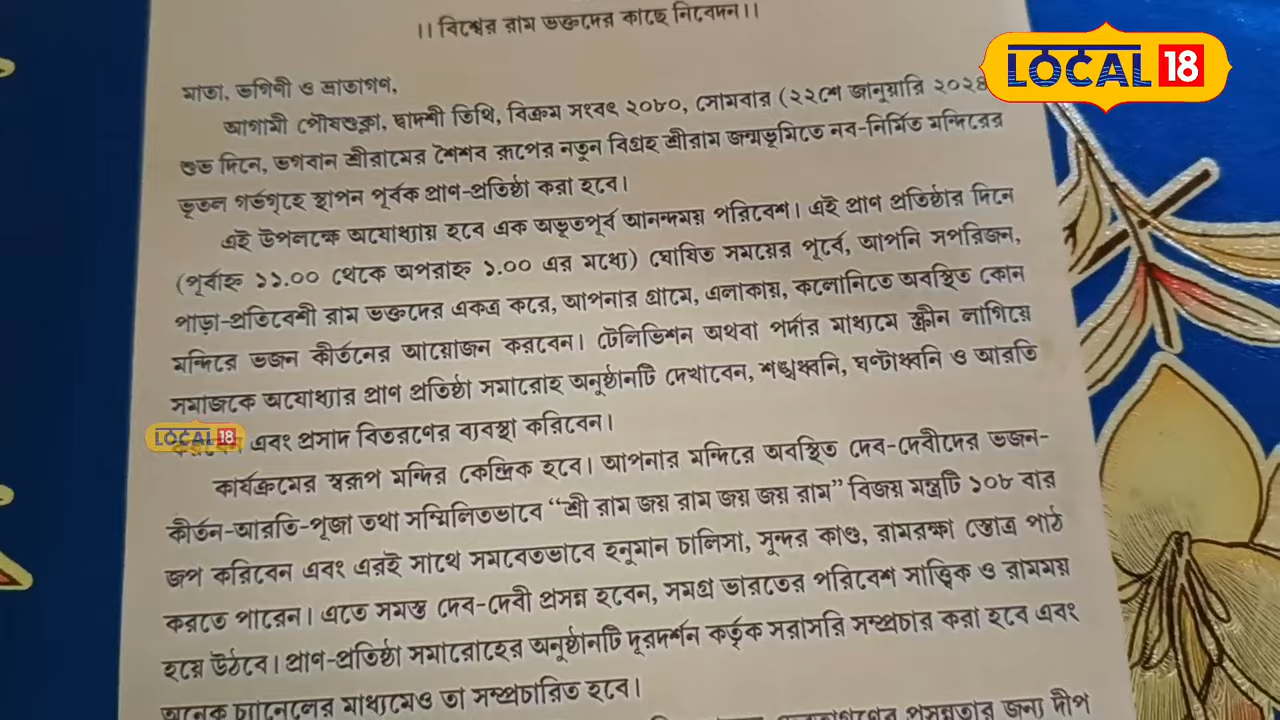 ।। বিশ্বের রাম ভক্তদের কাছে নিবেদন।।
LOCAL 18
মাতা, ভগিনী ও ভ্রাতাগণ,
আগামী পৌষশুক্লা, দ্বাদশী তিথি, বিক্রম সংবৎ ২০৮০, সোমবার (২২শে জানুয়ারি ২০২৪
শুভ দিনে, ভগবান শ্রীরামের শৈশব রূপের নতুন বিগ্রহ শ্রীরাম জন্মভূমিতে নব-নির্মিত মন্দিরের
ভূতল গর্ভগৃহে স্থাপন পূর্বক প্রাণ-প্রতিষ্ঠা করা হবে।
এই উপলক্ষে অযোধ্যায় হবে এক অভূতপূর্ব আনন্দময় পরিবেশ। এই প্রাণ প্রতিষ্ঠার দিনে
(পূর্বাহ্ন ১১.০০ থেকে অপরাহ্ন ১.০০ এর মধ্যে) ঘোষিত সময়ের পূর্বে, আপনি সপরিজন,
পাড়া-প্রতিবেশী রাম ভক্তদের একত্র করে, আপনার গ্রামে, এলাকায়, কলোনিতে অবস্থিত কোন
মন্দিরে ভজন কীর্তনের আয়োজন করবেন। টেলিভিশন অথবা পর্দার মাধ্যমে স্ক্রীন লাগিয়ে
সমাজকে অযোধ্যার প্রাণ প্রতিষ্ঠা সমারোহ অনুষ্ঠানটি দেখাবেন, শঙ্খধ্বনি, ঘণ্টাধ্বনি ও আরতি
LOCAL 18 এবং প্রসাদ বিতরণের ব্যবস্থা করিবেন।
কার্যক্রমের স্বরূপ মন্দির কেন্দ্রিক হবে। আপনার মন্দিরে অবস্থিত দেব-দেবীদের ভজন-
কীর্তন-আরতি-পূজা তথা সম্মিলিতভাবে “শ্রী রাম জয় রাম জয় জয় রাম” বিজয় মন্ত্রটি ১০৮ বার
জপ করিবেন এবং এরই সাথে সমবেতভাবে হনুমান চালিসা, সুন্দর কাণ্ড, রামরক্ষা স্তোত্র পাঠ
করতে পারেন। এতে সমস্ত দেব-দেবী প্রসন্ন হবেন, সমগ্র ভারতের পরিবেশ সাত্ত্বিক ও রামময়
হয়ে উঠবে। প্রাণ-প্রতিষ্ঠা সমারোহের অনুষ্ঠানটি দূরদর্শন কর্তৃক সরাসরি সম্প্রচার করা হবে এবং
অনেক চ্যানেলের মাধ্যমেও তা সম্প্রচারিত হবে।
প্রসন্নতার জন্য দীপ